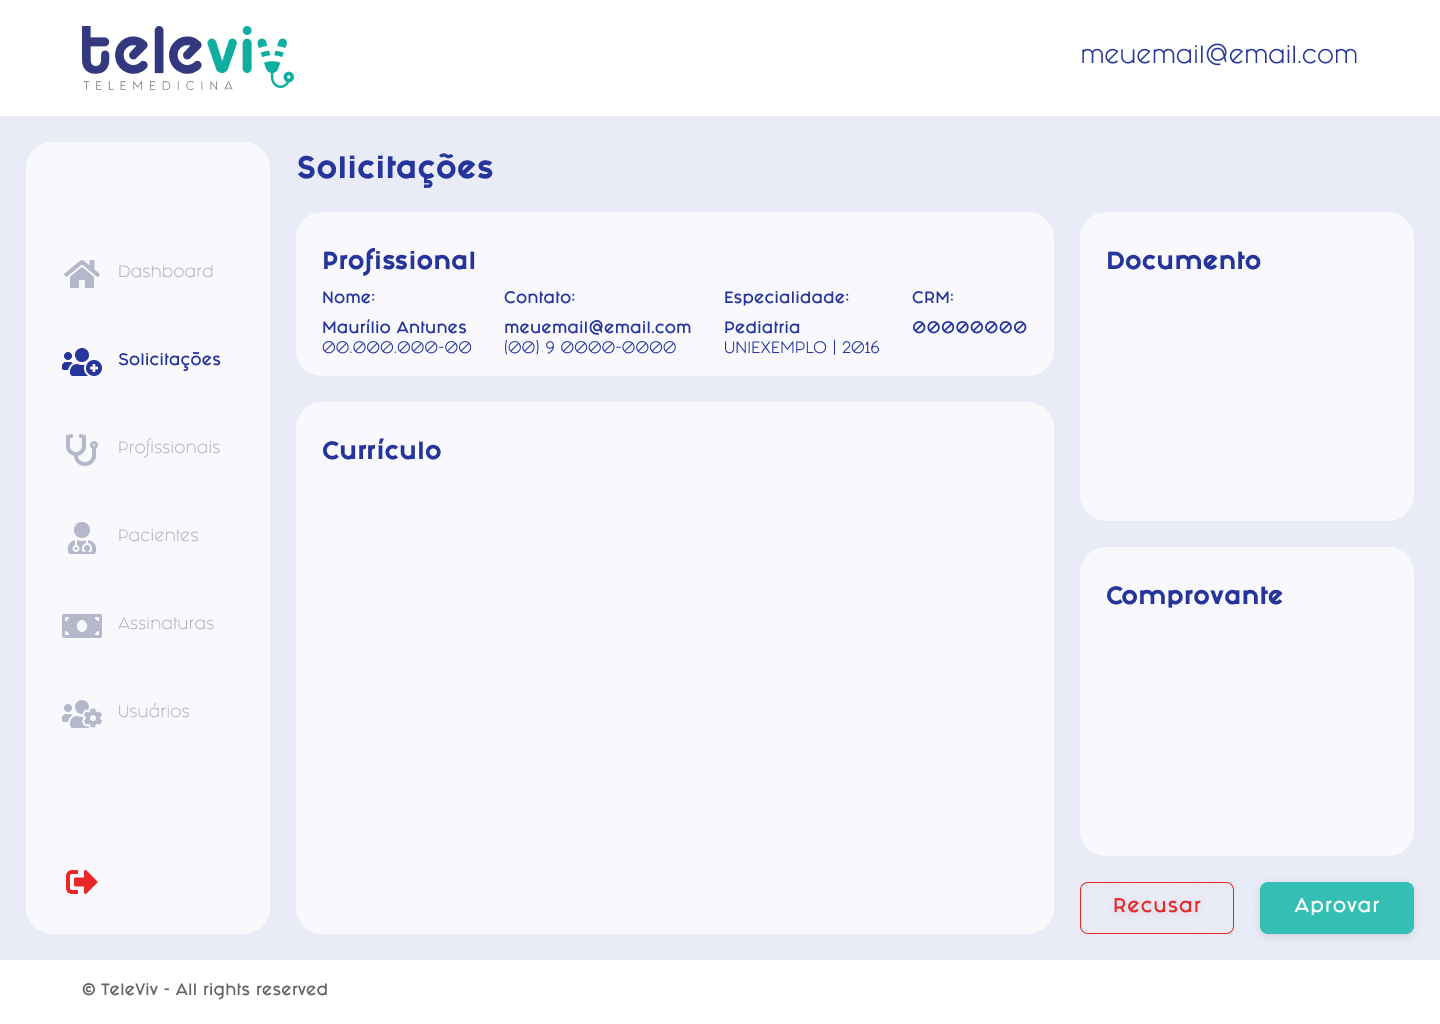 televiv
TELEMEDICINA
meuemail@email.com
Dashboard
Solicitações
Profissionais
Pacientes
Assinaturas
Usuários
Solicitações
Profissional
Nome:
Maurílio Antunes
00.000.000-00
Contato:
meuemail@email.com
(00) 9 0000-0000
Especialidade:
Pediatria
UNIEXEMPLO | 2016
CRM:
00000000
Currículo
Documento
Comprovante
Recusar
Aprovar
© TeleViv - All rights reserved